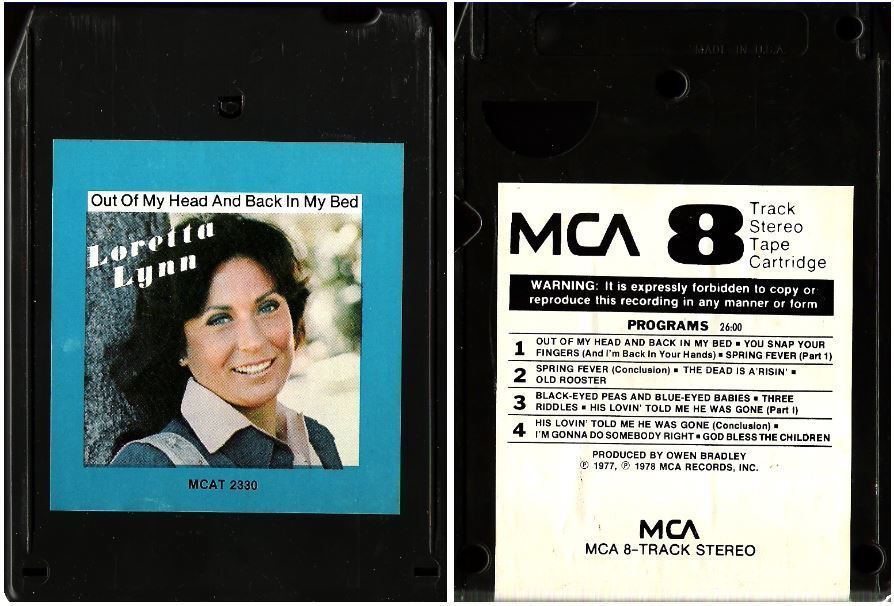 Out Of My Head And Back In My Bed
Loretta
Lynn
MCAT 2330
MADE IN U.S.A.
MCA 8 Track
Stereo
Tape
Cartridge
WARNING: It is expressly forbidden to copy or
reproduce this recording in any manner or form
PROGRAMS 26:00
1 OUT OF MY HEAD AND BACK IN MY BED ▪ YOU SNAP YOUR
FINGERS (And I'm Back In Your Hands) ▪ SPRING FEVER (Part 1)
2 SPRING FEVER (Conclusion) ▪ THE DEAD IS A'RISIN' ▪
OLD ROOSTER
3 BLACK-EYED PEAS AND BLUE-EYED BABIES ▪ THREE
RIDDLES ▪ HIS LOVIN' TOLD ME HE WAS GONE (Part I)
4 HIS LOVIN' TOLD ME HE WAS GONE (Conclusion) ▪
I'M GONNA DO SOMEBODY RIGHT ▪ GOD BLESS THE CHILDREN
PRODUCED BY OWEN BRADLEY
℗ 1977, ℗ 1978 MCA RECORDS, INC.
MCA
MCA 8-TRACK STEREO